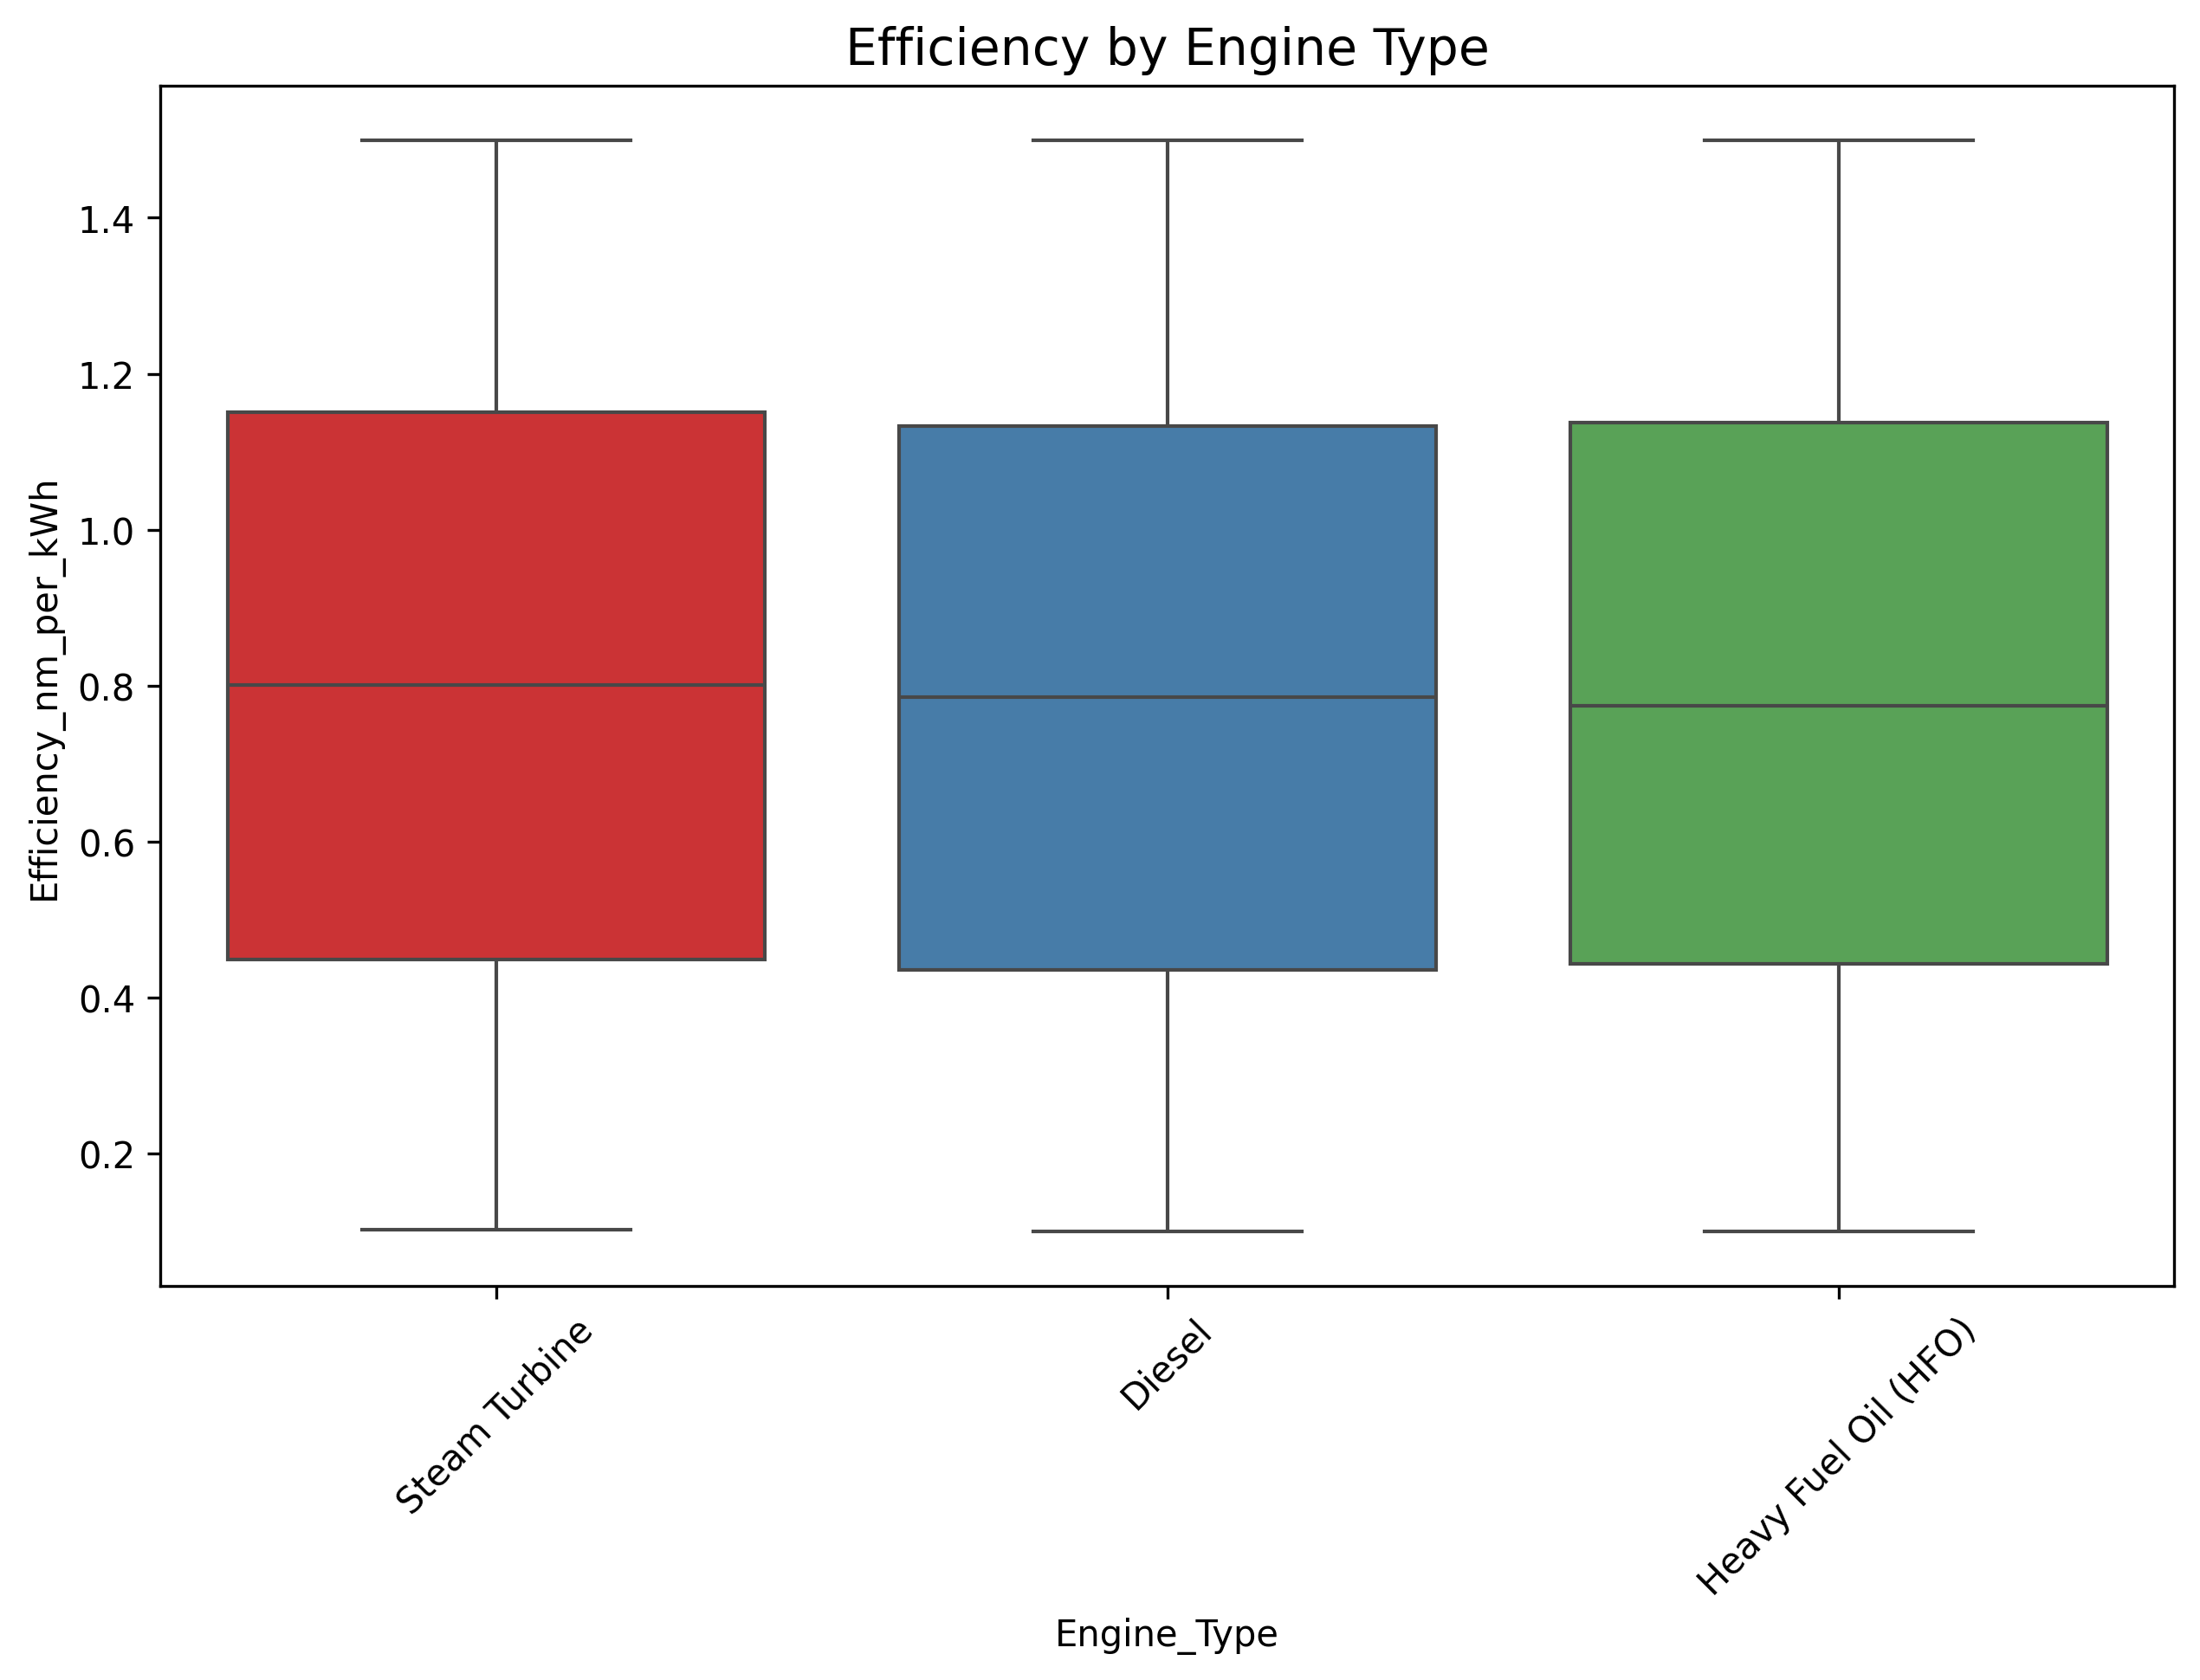 Efficiency by Engine Type
Efficiency_nm_per_kWh
1.4
1.2
1.0
0.8
0.6
0.4
0.2
Steam Turbine
Diesel
Heavy Fuel Oil (HFO)
Engine_Type